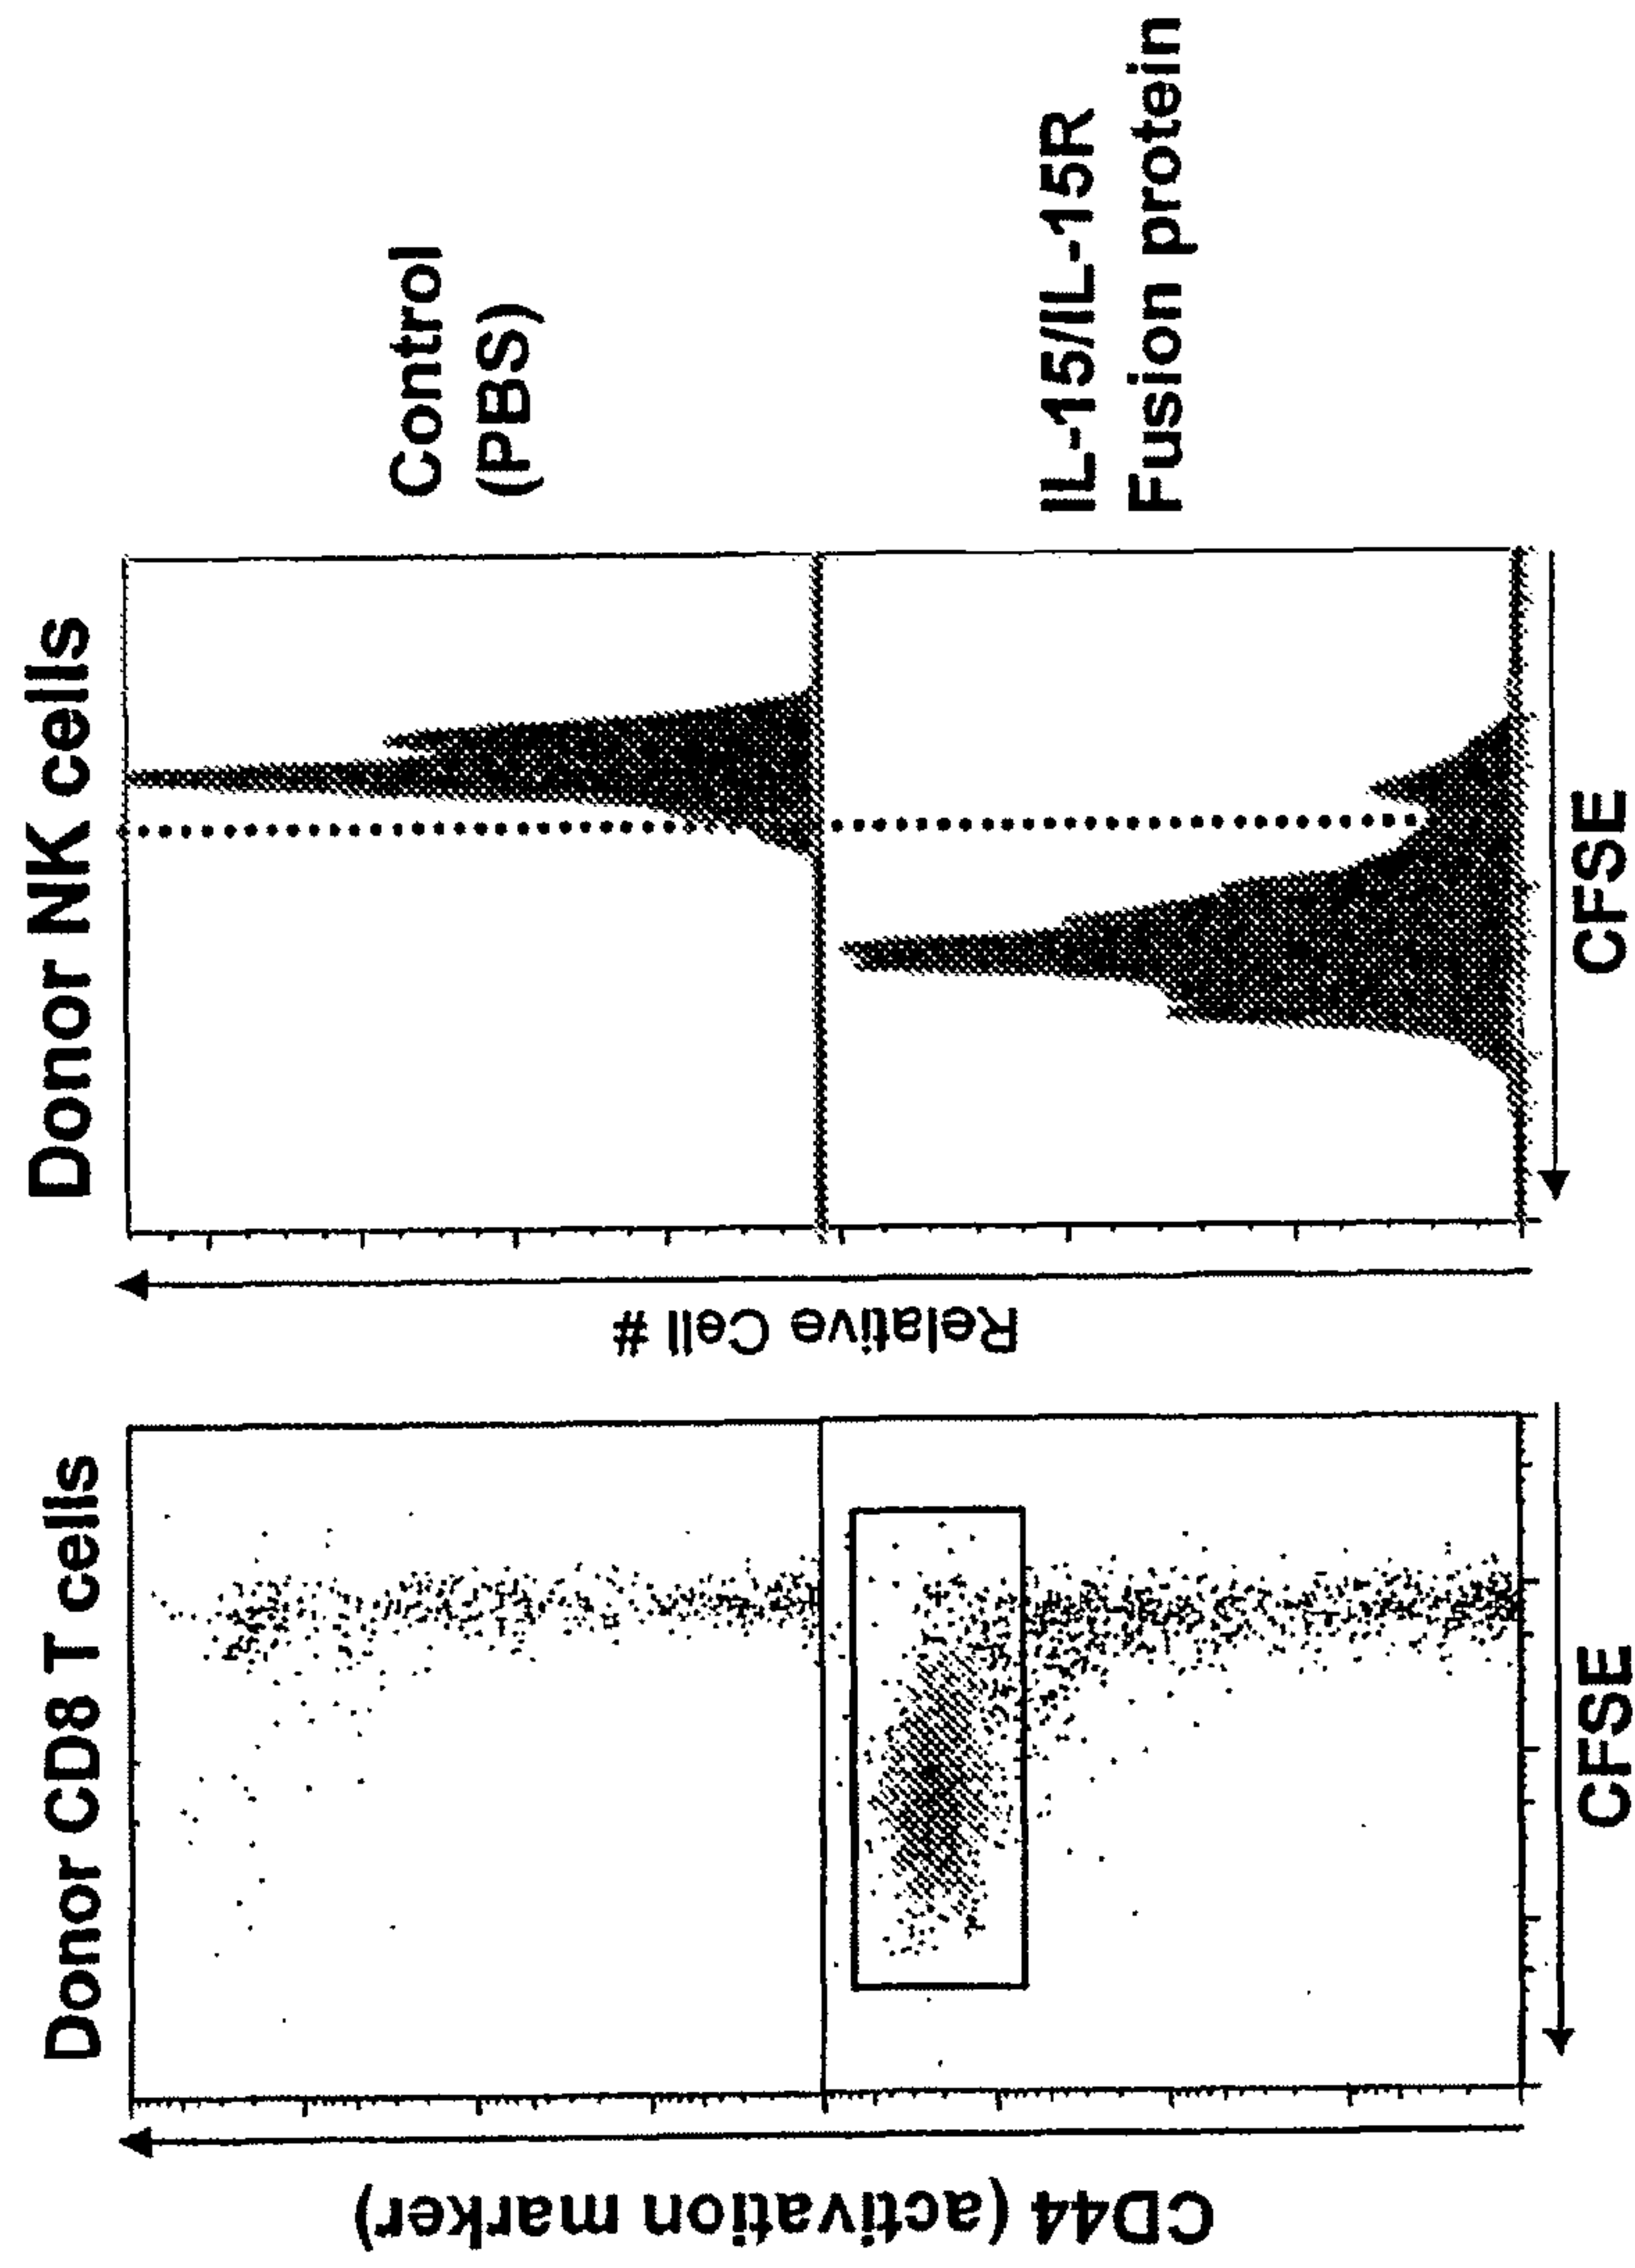 Donor CD8 T cells
Donor NK cells
CD44 (activation marker)
Relative Cell #
Control
(PBS)
IL-15/IL-15R
Fusion protein
CFSE
CFSE